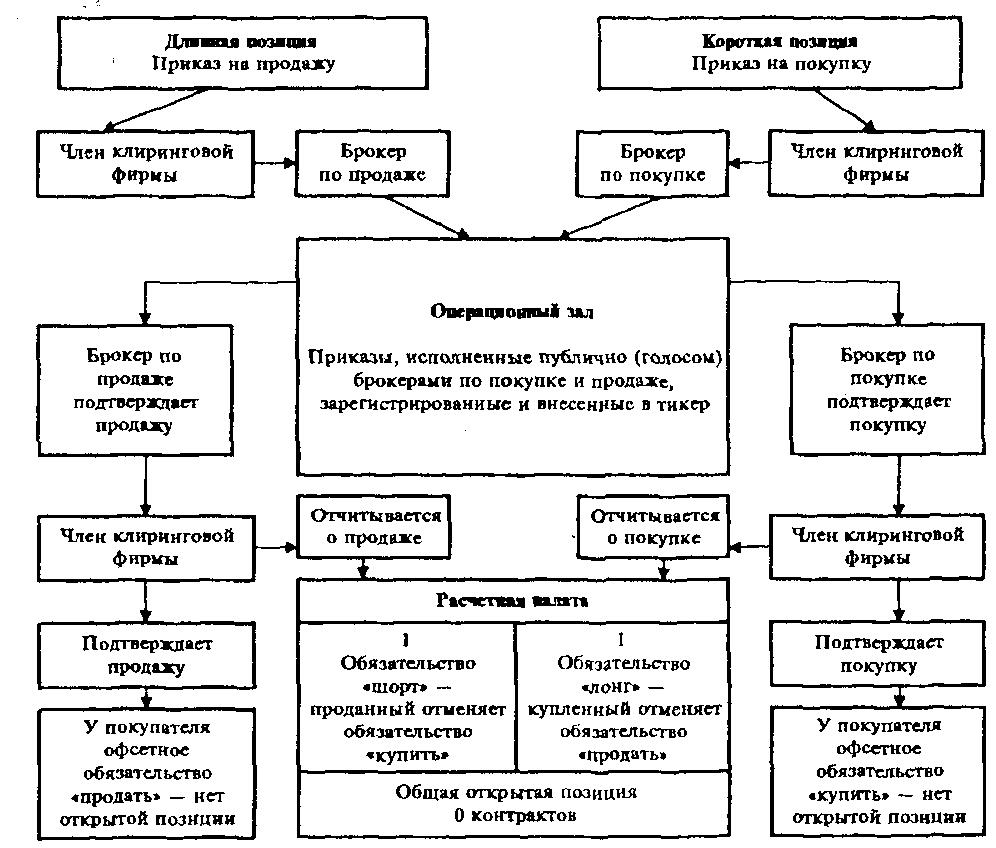 Длинная позиция
Приказ на продажу
Короткая позиция
Приказ на покупку
Член клиринговой
фирмы
Брокер
по продаже
Брокер
по покупке
Член клиринговой
фирмы
Операционный зал
Приказы, исполненные публично (голосом)
брокерами по покупке и продаже,
зарегистрированные и внесенные в тикер
Брокер по
продаже
подтверждает
продажу
Брокер по
покупке
подтверждает
покупку
Член клиринговой
фирмы
Отчитывается
о продаже
Отчитывается
о покупке
Член клиринговой
фирмы
Расчетная палата
1
Обязательство
«шорт» —
проданный отменяет
обязательство
«купить»
1
Обязательство
«лонг» —
купленный отменяет
обязательство
«продать»
Общая открытая позиция
0 контрактов
Подтверждает
продажу
У покупателя
офсетное
обязательство
«продать» — нет
открытой позиции
Подтверждает
покупку
У покупателя
офсетное
обязательство
«купить» — нет
открытой позиции